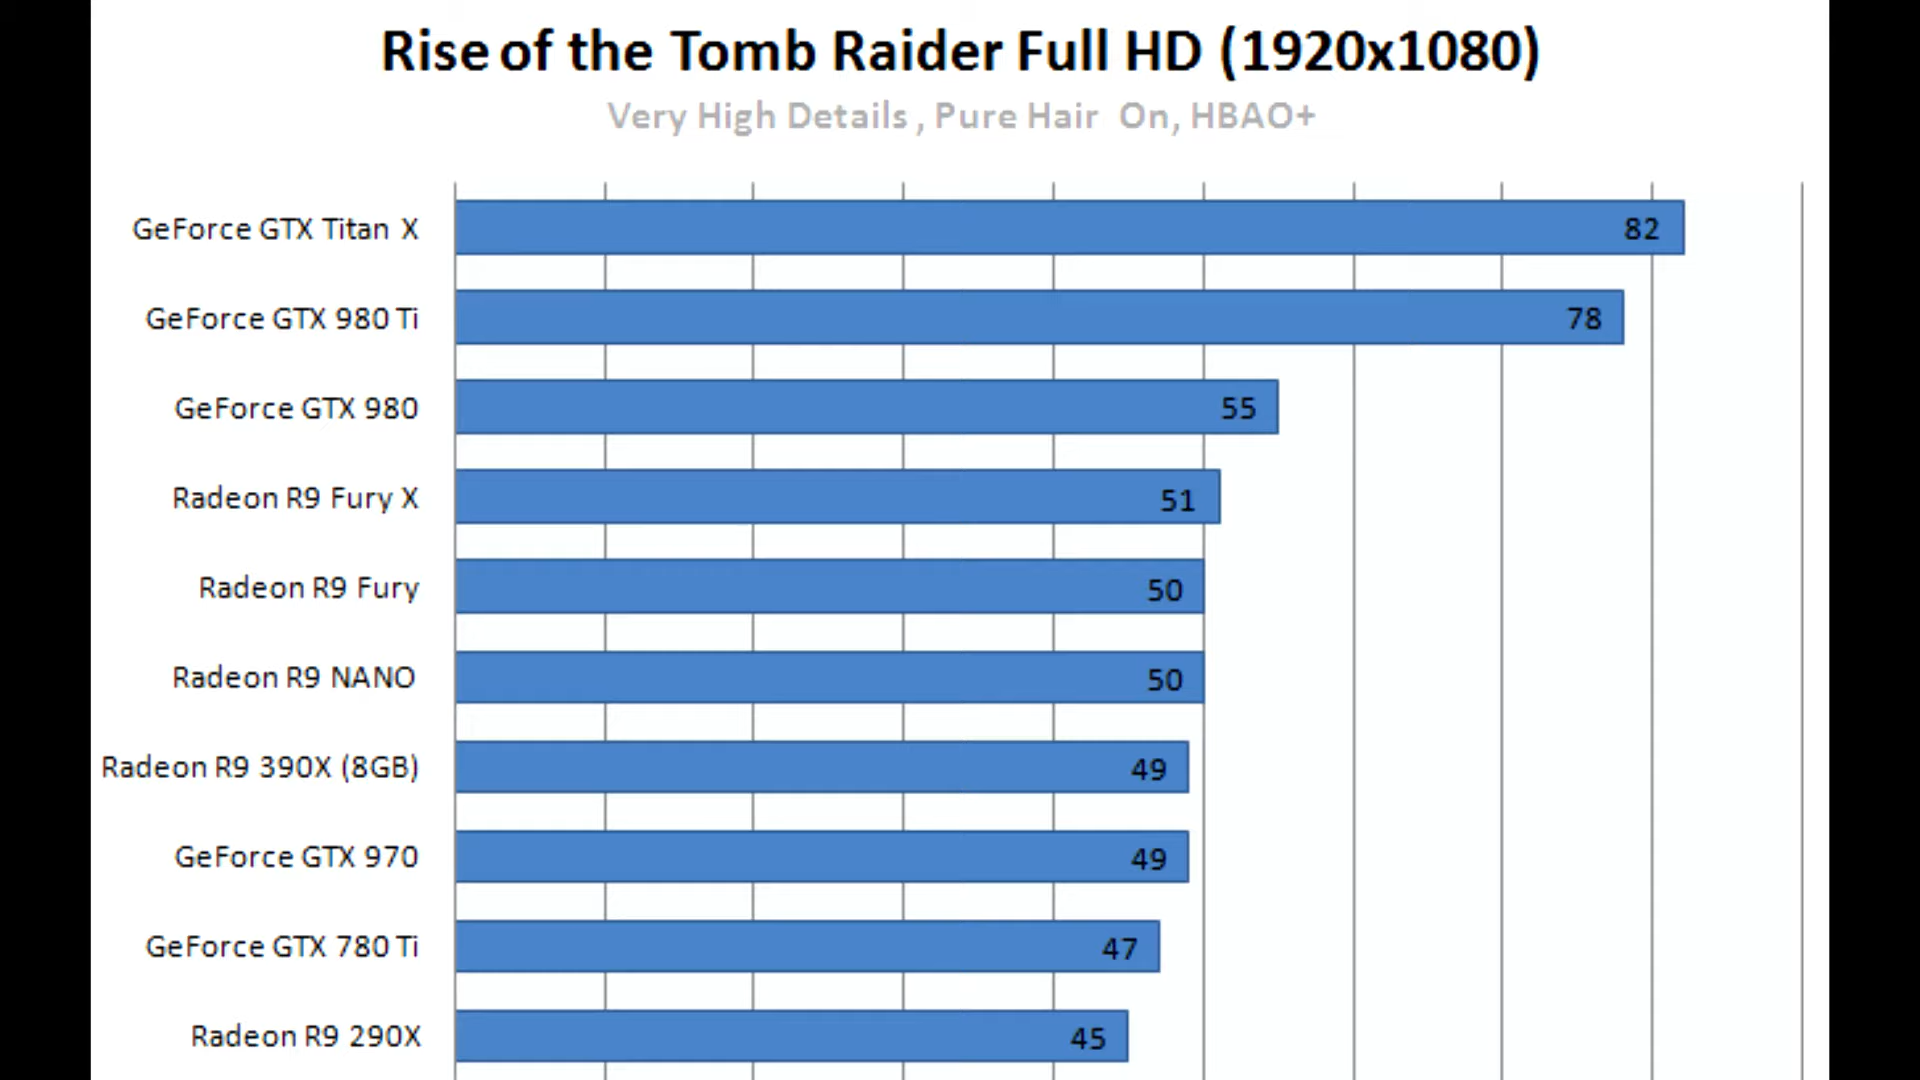 Rise of the Tomb Raider Full HD (1920x1080)
Very High Details , Pure Hair  On, HBAO+
GeForce GTX Titan X 82
GeForce GTX 980 Ti 78
GeForce GTX 980 55
Radeon R9 Fury X 51
Radeon R9 Fury 50
Radeon R9 NANO 50
Radeon R9 390X (8GB) 49
GeForce GTX 970 49
GeForce GTX 780 Ti 47
Radeon R9 290X 45